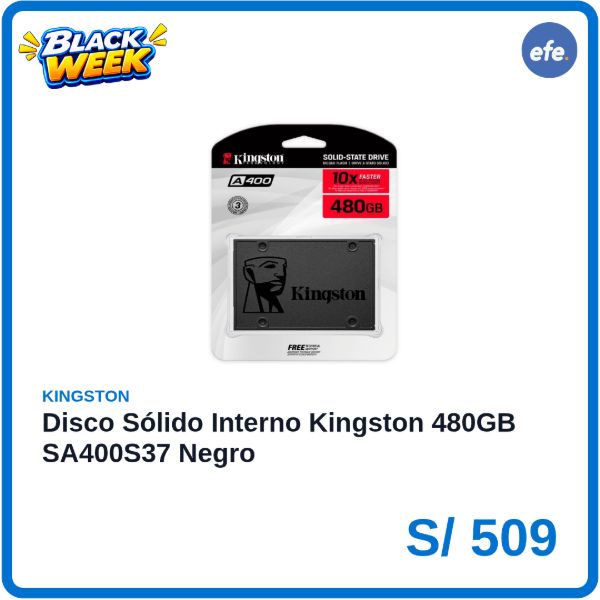 BLACK
WEEK
efe.
Kingston
SOLID-STATE DRIVE
A400
10x FASTER
480GB
3
Kingston
FREE
KINGSTON
Disco Sólido Interno Kingston 480GB
SA400S37 Negro
S/ 509